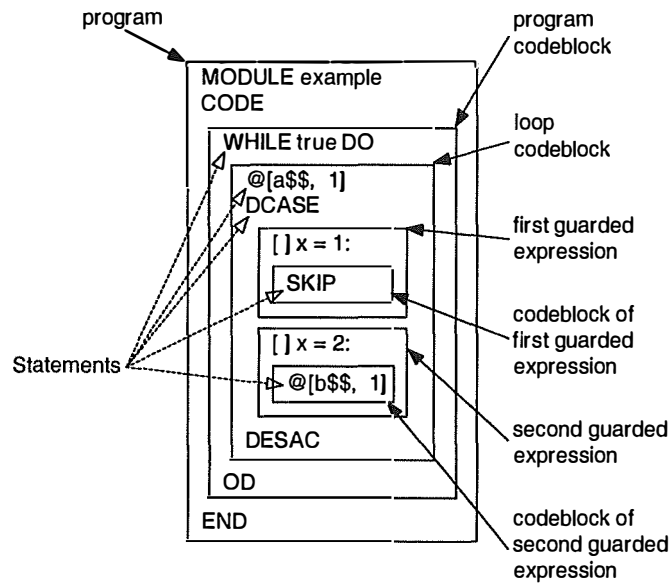 program
program
codeblock
MODULE example
CODE
loop
codeblock
WHILE true DO
@[a$$, 1]
DCASE
first guarded
expression
[ ] x = 1:
SKIP
codeblock of
first guarded
expression
[ ] x = 2:
Statements
@[b$$, 1]
second guarded
expression
DESAC
OD
codeblock of
second guarded
expression
END